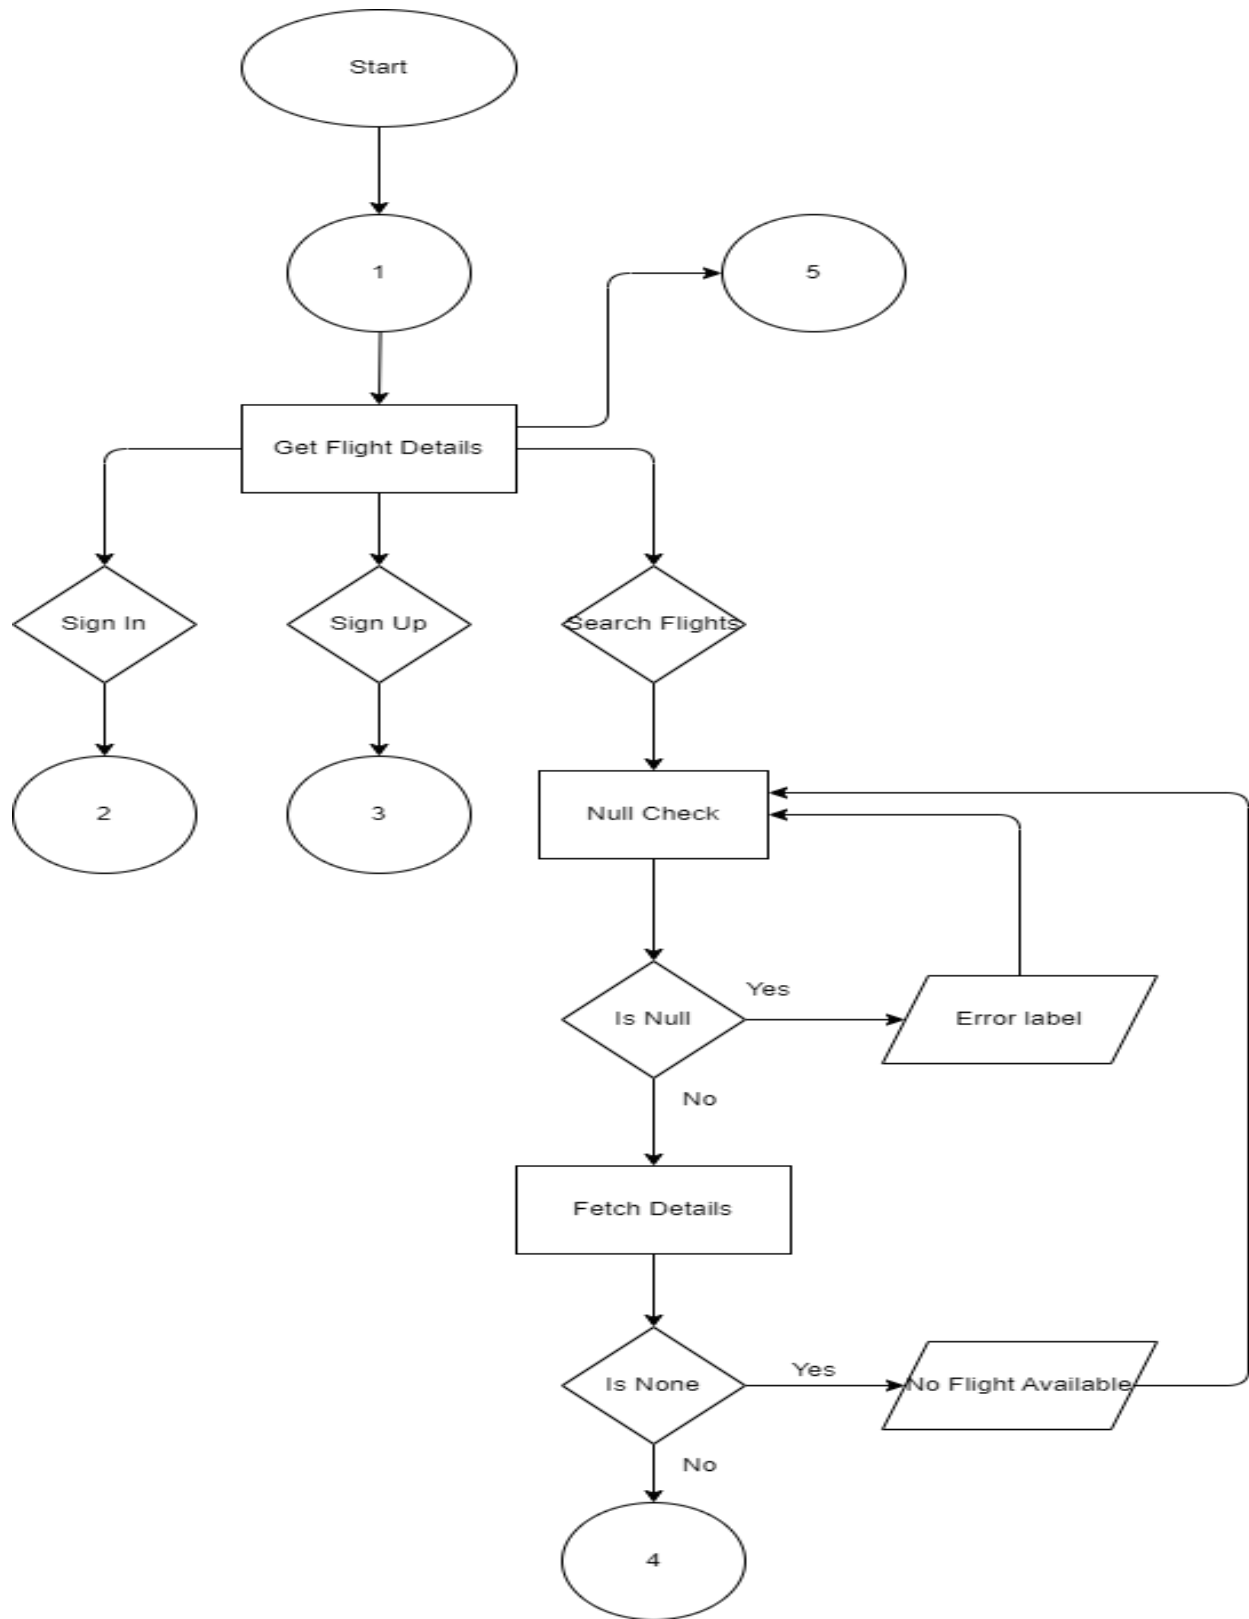 Start
1
5
Get Flight Details
Sign In
Sign Up
Search Flights
2
3
Null Check
Is Null
Yes
Error label
No
Fetch Details
Is None
Yes
No Flight Available
No
4